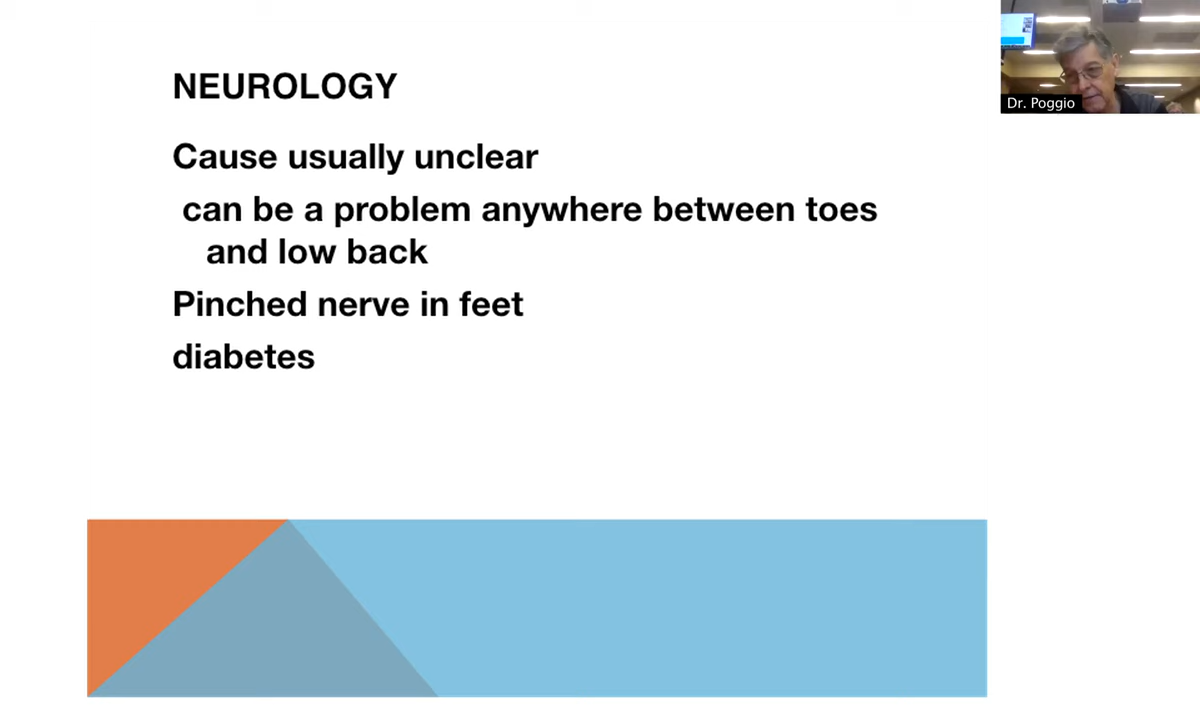 NEUROLOGY
Cause usually unclear
can be a problem anywhere between toes
and low back
Pinched nerve in feet
diabetes
Dr. Poggio